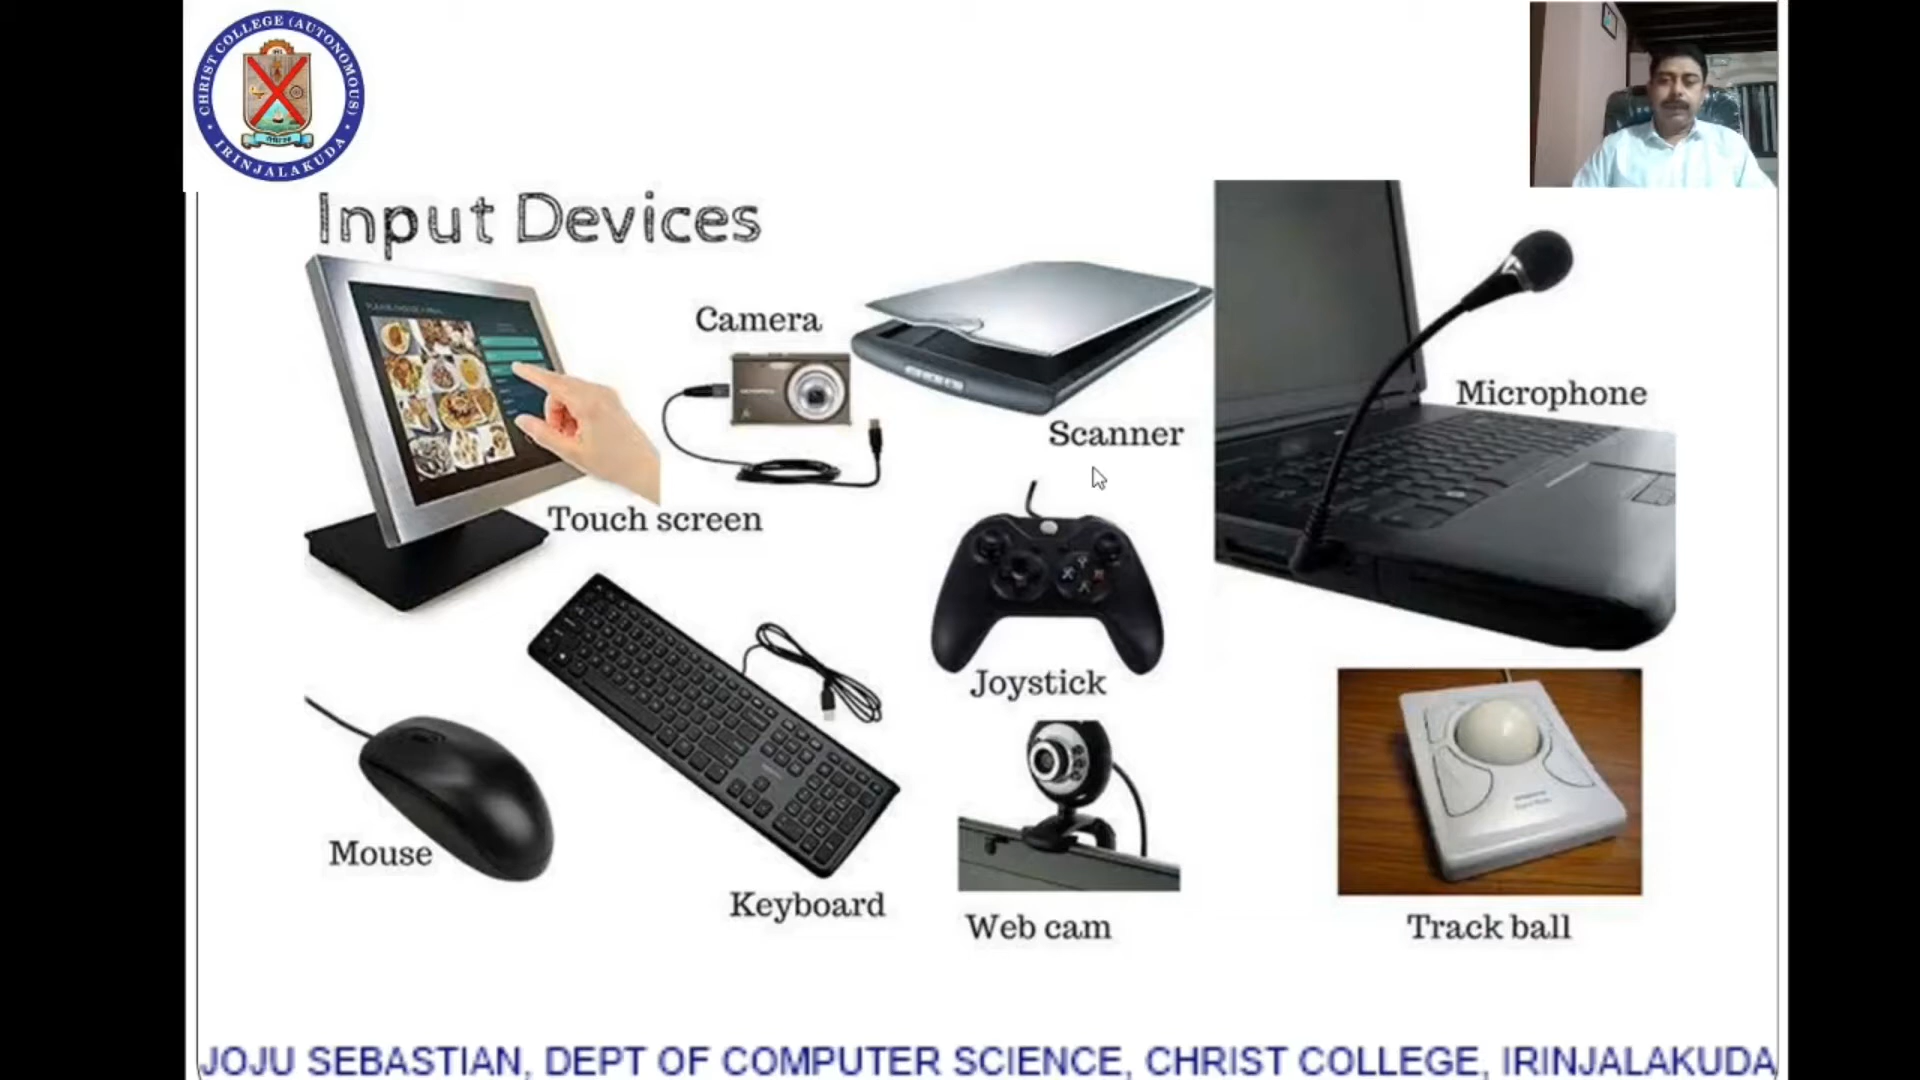 CHRIST COLLEGE (AUTONOMOUS)
IRINJALAKUDA
Input Devices
Camera
Scanner
Microphone
Touch screen
Joystick
Mouse
Keyboard
Web cam
Track ball
JOJU SEBASTIAN, DEPT OF COMPUTER SCIENCE, CHRIST COLLEGE, IRINJALAKUDA